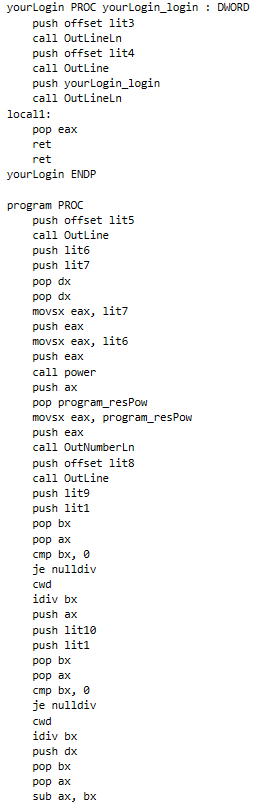 yourLogin PROC yourLogin_login : DWORD
push offset lit3
call OutLineLn
push offset lit4
call OutLine
push yourLogin_login
call OutLineLn
local1:
pop eax
ret
ret
yourLogin ENDP
program PROC
push offset lit5
call OutLine
push lit6
push lit7
pop dx
pop dx
movsx eax, lit7
push eax
movsx eax, lit6
push eax
call power
push ax
pop program_resPow
movsx eax, program_resPow
push eax
call OutNumberLn
push offset lit8
call OutLine
push lit9
push lit1
pop bx
pop ax
cmp bx, 0
je nulldiv
cwd
idiv bx
push ax
push lit10
push lit1
pop bx
pop ax
cmp bx, 0
je nulldiv
cwd
idiv bx
push dx
pop bx
pop ax
sub ax, bx